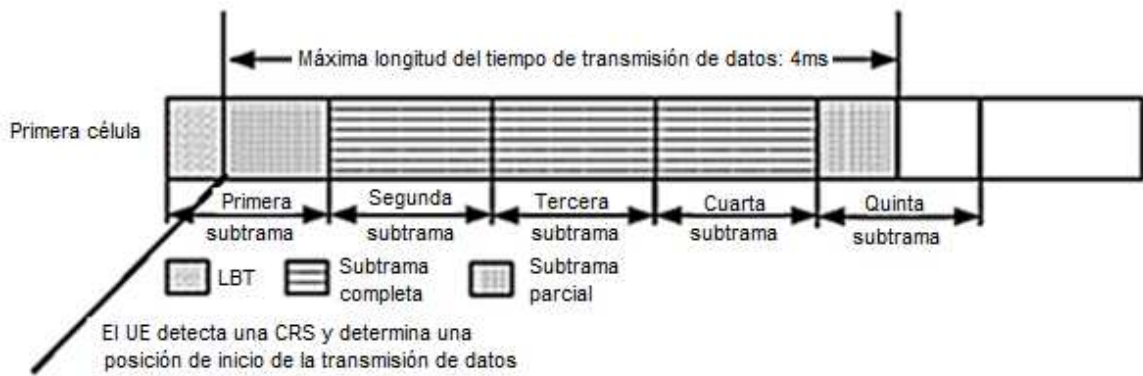 Máxima longitud del tiempo de transmisión de datos: 4ms
Primera célula
Primera subtrama
Segunda subtrama
Tercera subtrama
Cuarta subtrama
Quinta subtrama
LBT
Subtrama completa
Subtrama parcial
El UE detecta una CRS y determina una
posición de inicio de la transmisión de datos